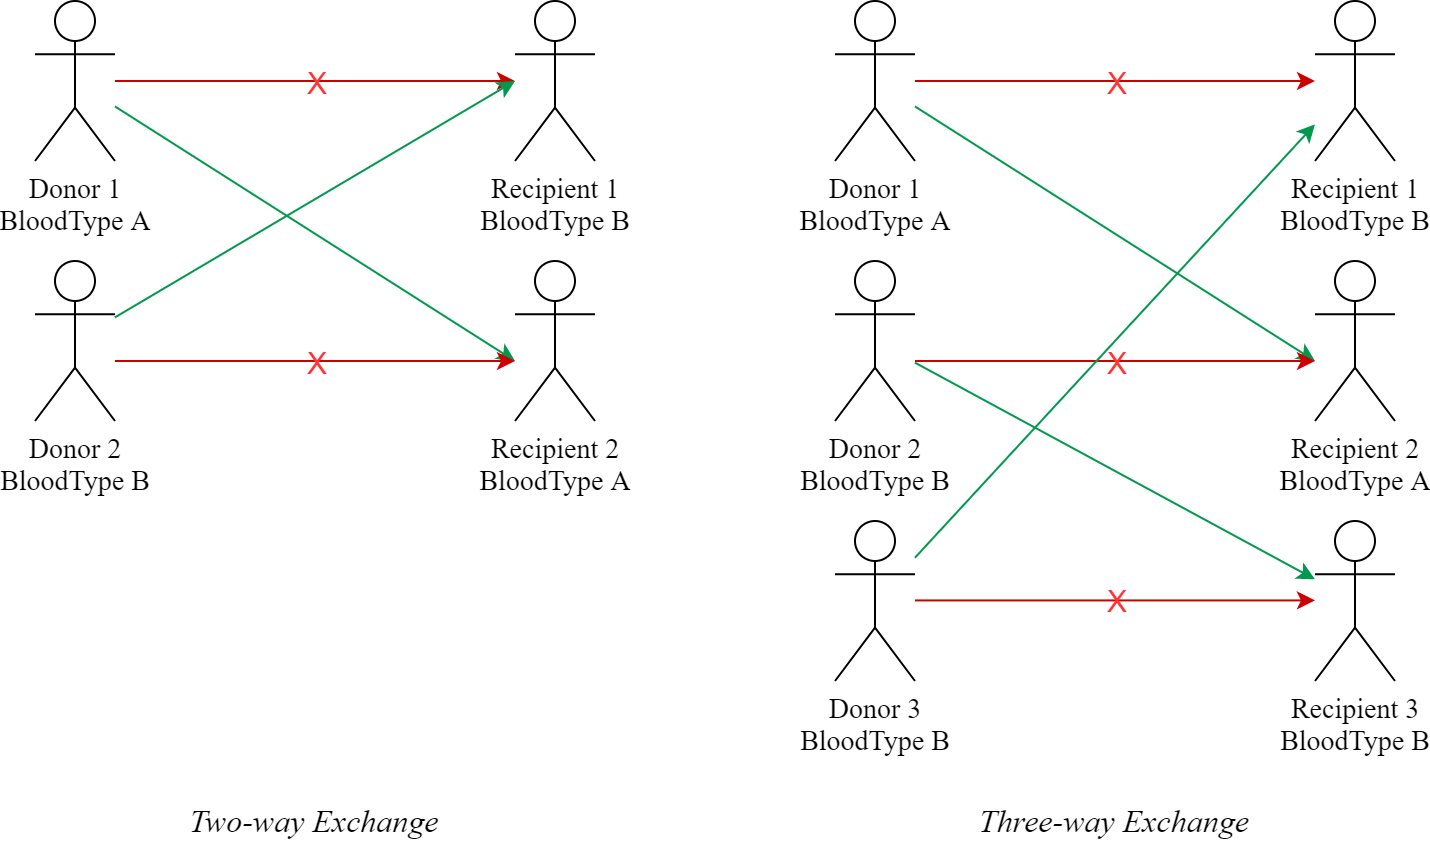 X
Donor 1
BloodType A
Recipient 1
BloodType B
X
Donor 2
BloodType B
Recipient 2
BloodType A
Two-way Exchange
X
Donor 1
BloodType A
Recipient 1
BloodType B
X
Donor 2
BloodType B
Recipient 2
BloodType A
X
Donor 3
BloodType B
Recipient 3
BloodType B
Three-way Exchange